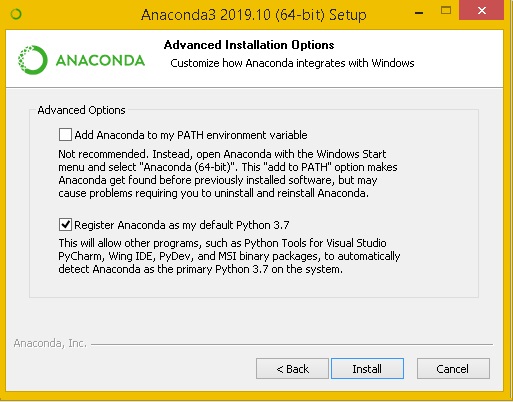 Anaconda3 2019.10 (64-bit) Setup
ANACONDA
Advanced Installation Options
Customize how Anaconda integrates with Windows
Advanced Options
Add Anaconda to my PATH environment variable
Not recommended. Instead, open Anaconda with the Windows Start
menu and select "Anaconda (64-bit)". This "add to PATH" option makes
Anaconda get found before previously installed software, but may
cause problems requiring you to uninstall and reinstall Anaconda.
Register Anaconda as my default Python 3.7
This will allow other programs, such as Python Tools for Visual Studio
PyCharm, Wing IDE, PyDev, and MSI binary packages, to automatically
detect Anaconda as the primary Python 3.7 on the system.
Anaconda, Inc.
< Back
Install
Cancel